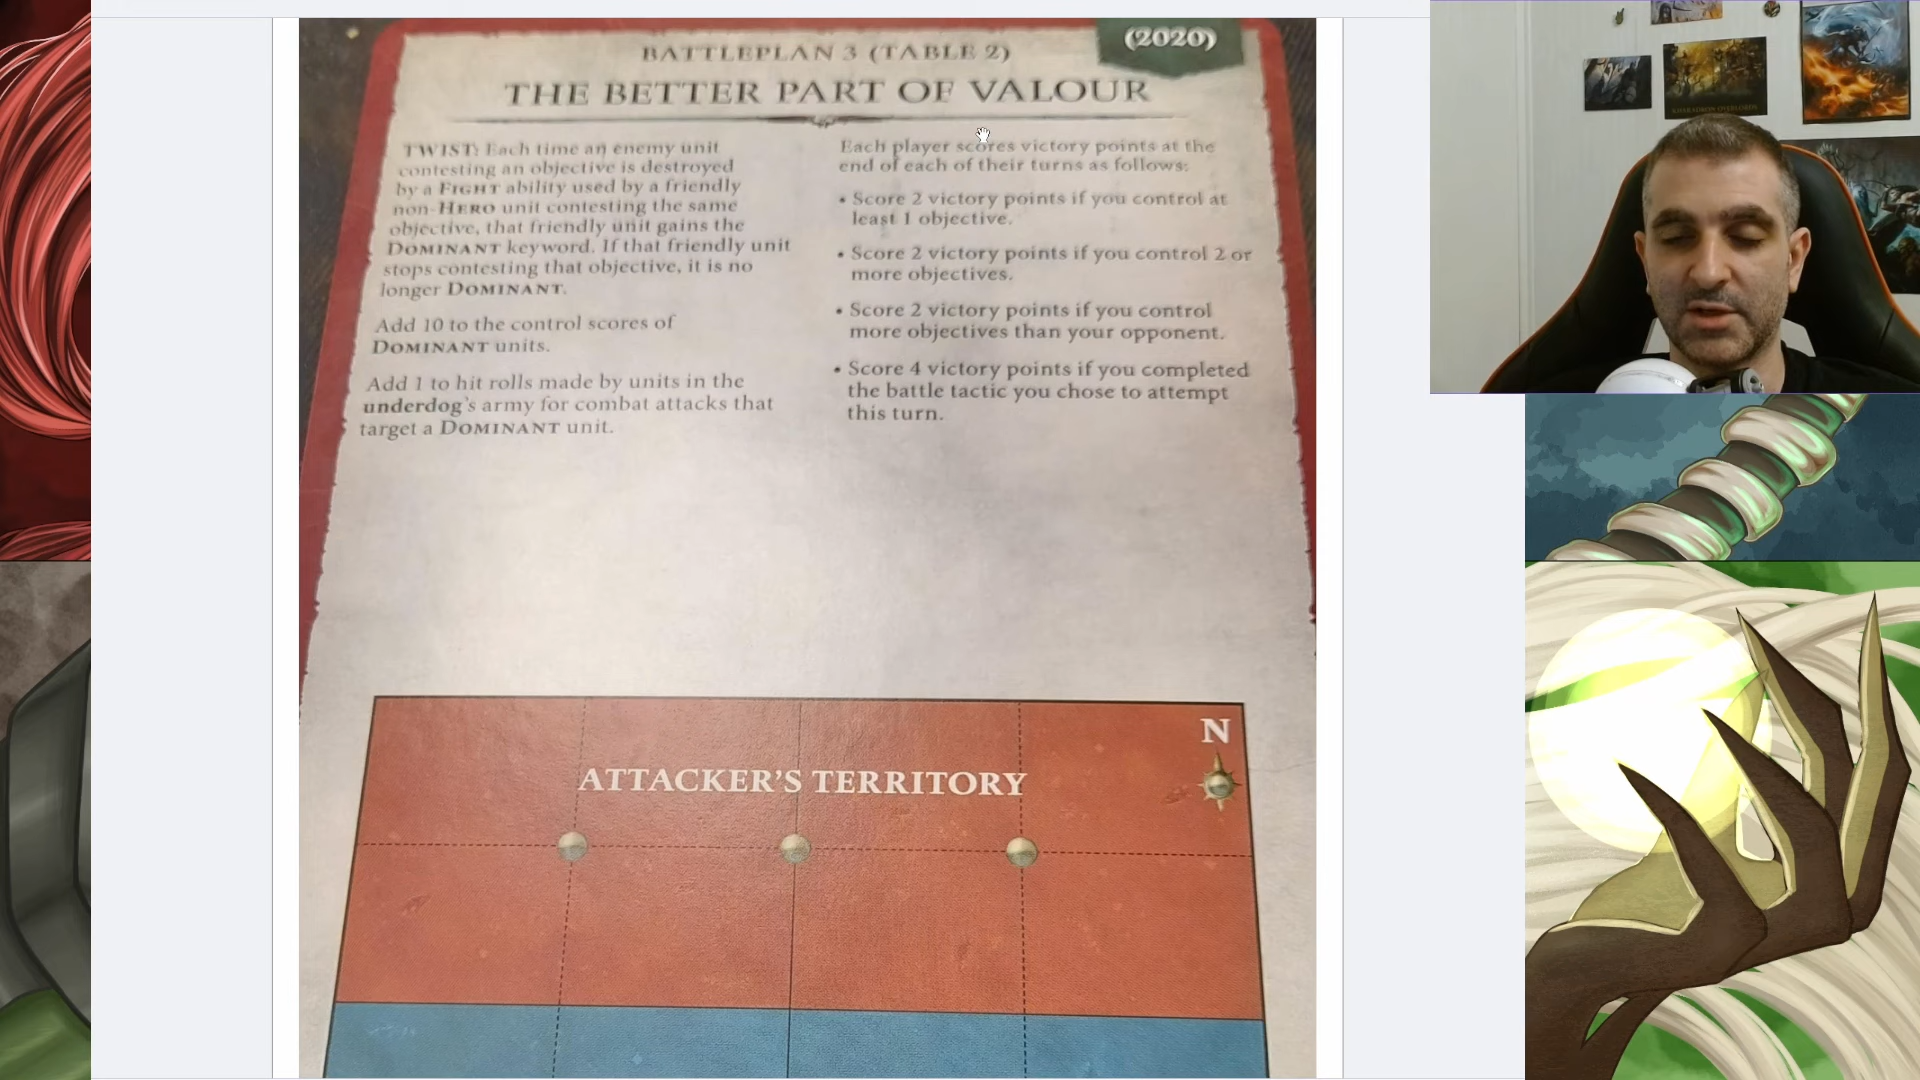 (2020)
BATTLEPLAN 3 (TABLE 2)
THE BETTER PART OF VALOUR
TWIST: Each time an enemy unit
contesting an objective is destroyed
by a FIGHT ability used by a friendly
non-HERO unit contesting the same
objective, that friendly unit gains the
DOMINANT keyword. If that friendly unit
stops contesting that objective, it is no
longer DOMINANT.
Add 10 to the control scores of
DOMINANT units.
Add 1 to hit rolls made by units in the
underdog's army for combat attacks that
target a DOMINANT unit.
Each player scores victory points at the
end of each of their turns as follows:
• Score 2 victory points if you control at
least 1 objective.
• Score 2 victory points if you control 2 or
more objectives.
• Score 2 victory points if you control
more objectives than your opponent.
• Score 4 victory points if you completed
the battle tactic you chose to attempt
this turn.
N
ATTACKER'S TERRITORY
KHARADRON OVERLORDS